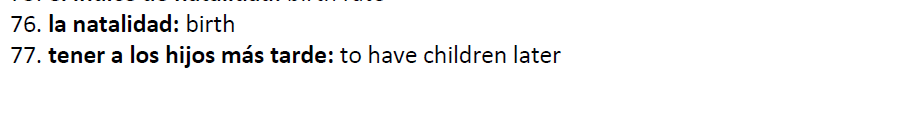 76. la natalidad: birth
77. tener a los hijos más tarde: to have children later